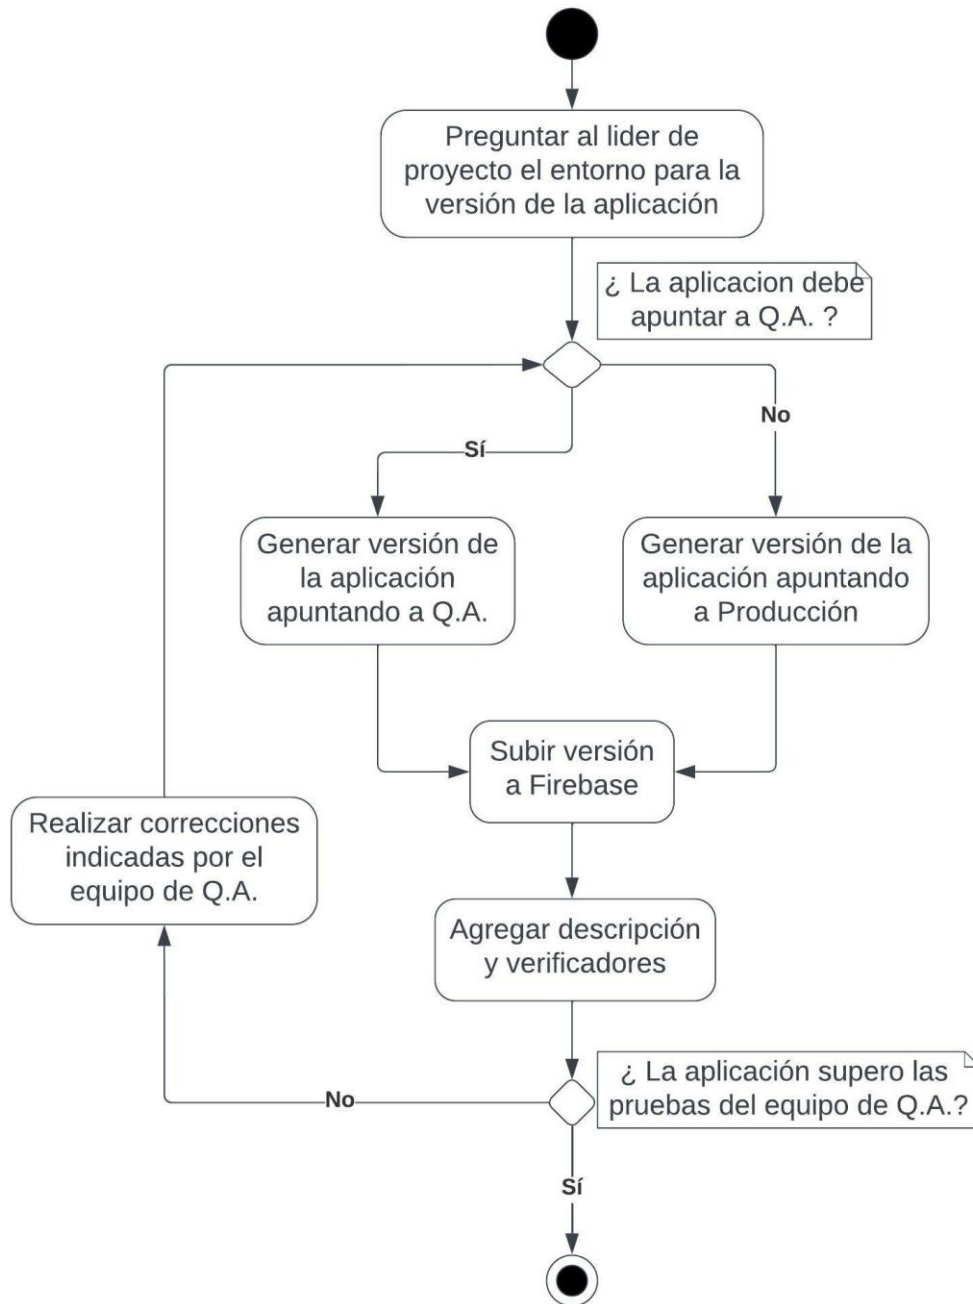 Preguntar al lider de
proyecto el entorno para la
versión de la aplicación
¿ La aplicacion debe
apuntar a Q.A. ?
No
Sí
Generar versión de
la aplicación
apuntando a Q.A.
Generar versión de la
aplicación apuntando
a Producción
Subir versión
a Firebase
Realizar correcciones
indicadas por el
equipo de Q.A.
Agregar descripción
y verificadores
¿ La aplicación supero las
pruebas del equipo de Q.A.?
No
Sí